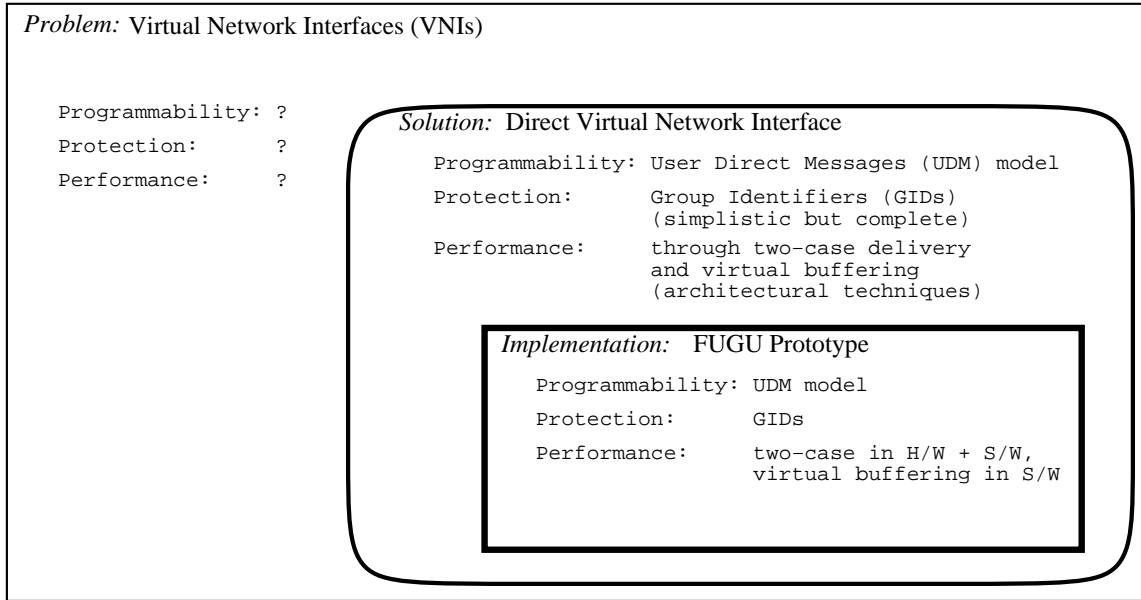 Problem: Virtual Network Interfaces (VNIs)
Programmability: ?
Protection: ?
Performance: ?
Solution: Direct Virtual Network Interface
Programmability: User Direct Messages (UDM) model
Protection: Group Identifiers (GIDs)
(simplistic but complete)
Performance: through two-case delivery
and virtual buffering
(architectural techniques)
Implementation: FUGU Prototype
Programmability: UDM model
Protection: GIDs
Performance: two-case in H/W + S/W,
virtual buffering in S/W